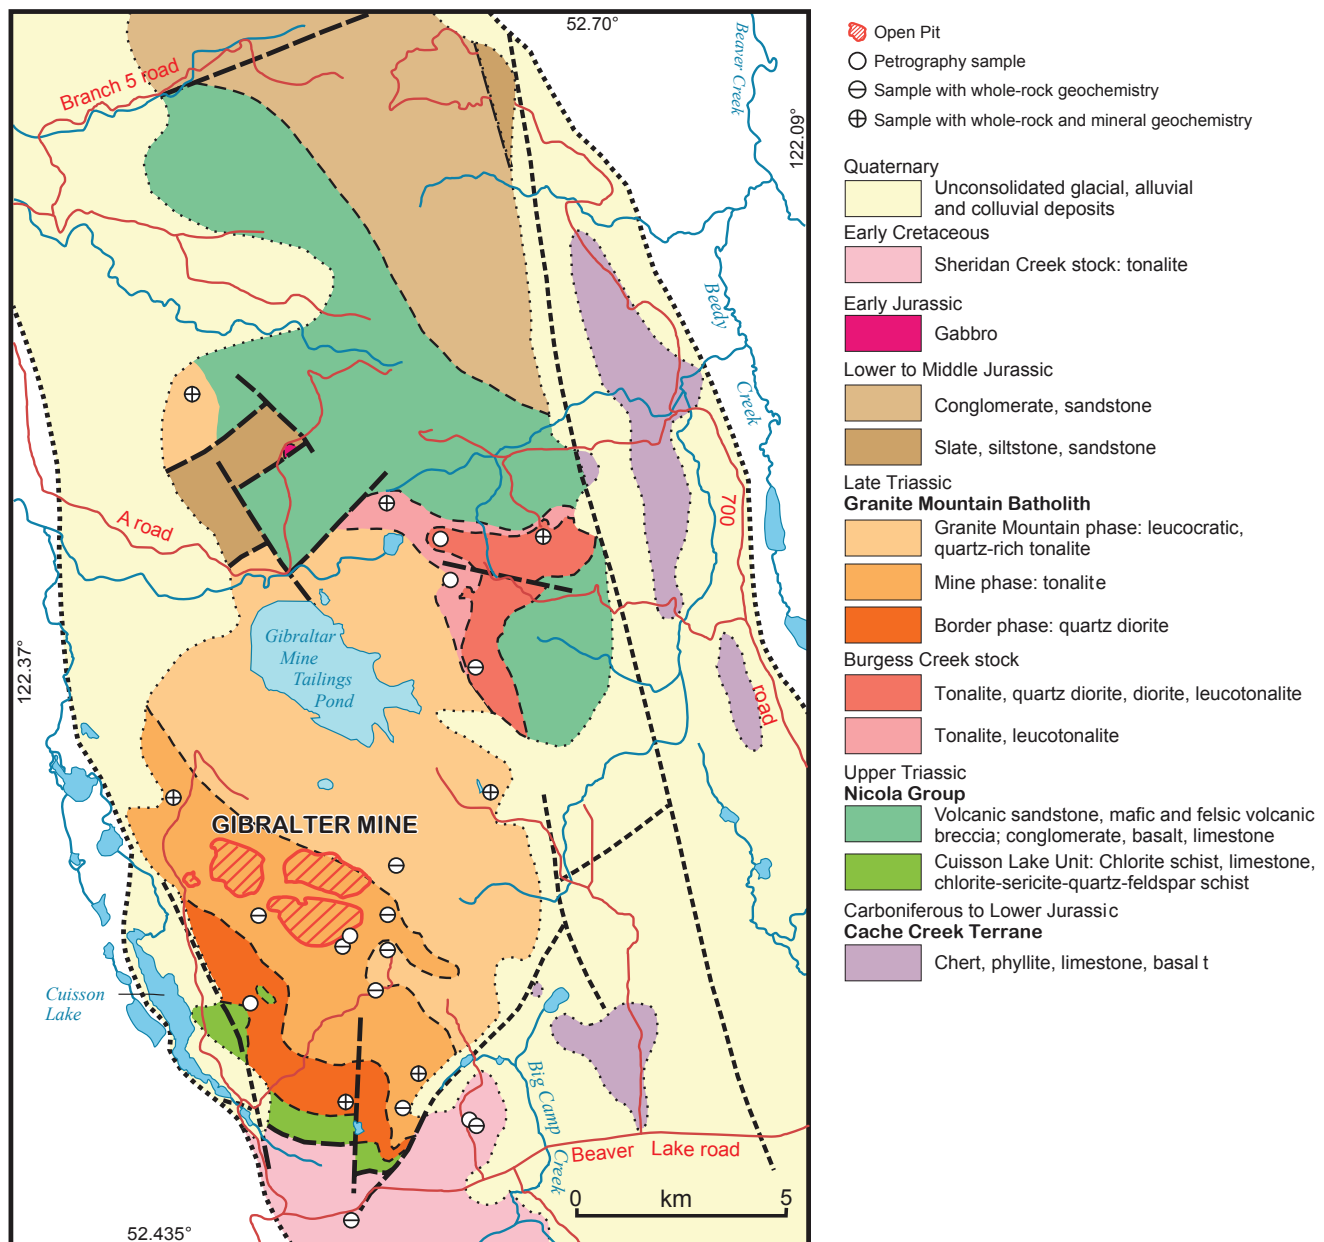 52.70°
Beaver Creek
122.09°
Branch 5 road
Beedy
Creek
A road
700
road
Gibraltar
Mine
Tailings
Pond
122.37°
GIBRALTER MINE
Cuisson
Lake
Big Camp
Creek
Beaver Lake road
0 km 5
52.435°
Open Pit
Petrography sample
Sample with whole-rock geochemistry
Sample with whole-rock and mineral geochemistry
Quaternary
Unconsolidated glacial, alluvial
and colluvial deposits
Early Cretaceous
Sheridan Creek stock: tonalite
Early Jurassic
Gabbro
Lower to Middle Jurassic
Conglomerate, sandstone
Slate, siltstone, sandstone
Late Triassic
Granite Mountain Batholith
Granite Mountain phase: leucocratic,
quartz-rich tonalite
Mine phase: tonalite
Border phase: quartz diorite
Burgess Creek stock
Tonalite, quartz diorite, diorite, leucotonalite
Tonalite, leucotonalite
Upper Triassic
Nicola Group
Volcanic sandstone, mafic and felsic volcanic
breccia; conglomerate, basalt, limestone
Cuisson Lake Unit: Chlorite schist, limestone,
chlorite-sericite-quartz-feldspar schist
Carboniferous to Lower Jurassic
Cache Creek Terrane
Chert, phyllite, limestone, basal t